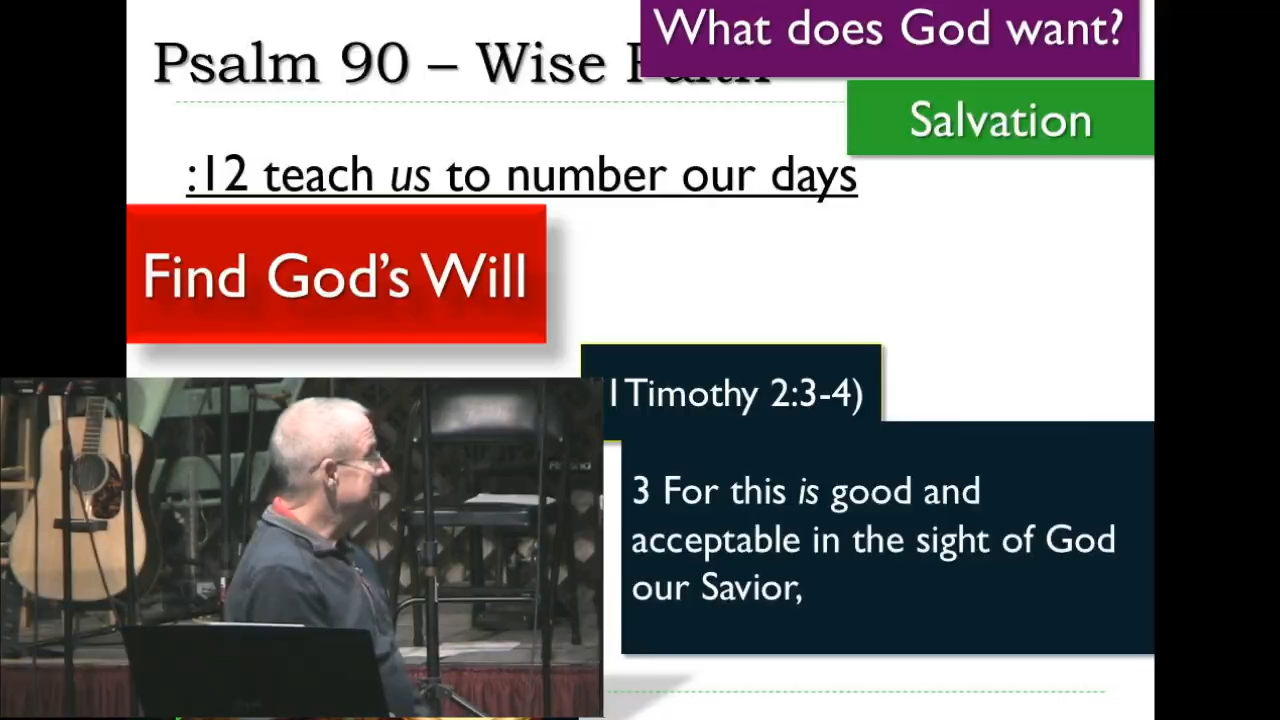 What does God want?
Psalm 90 – Wise Faith
Salvation
:12 teach us to number our days
Find God's Will
1Timothy 2:3-4)
3 For this is good and
acceptable in the sight of God
our Savior,